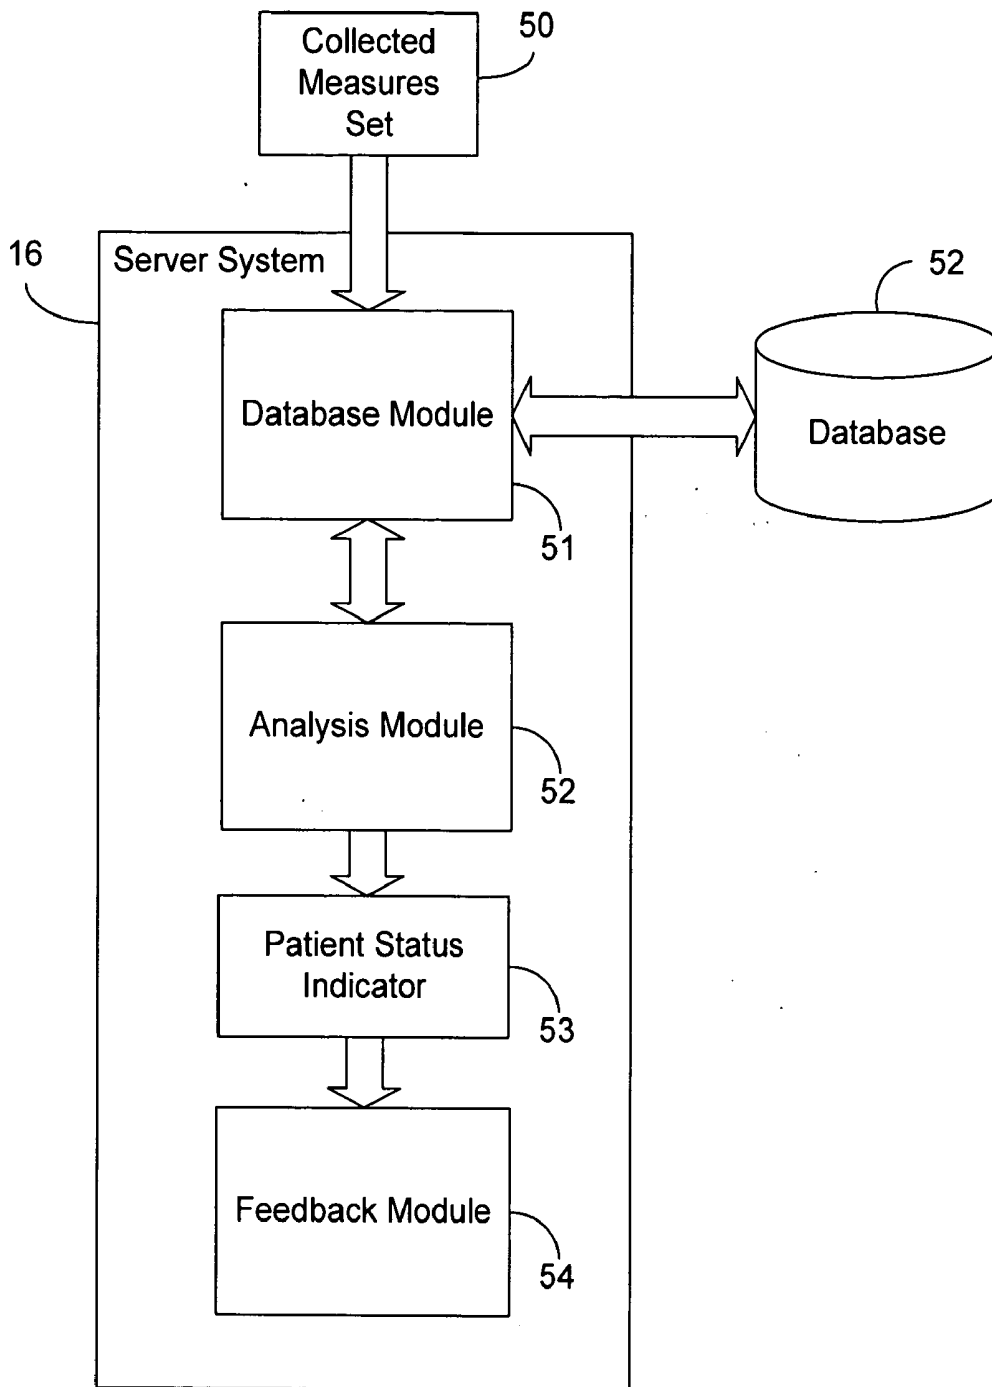 Collected
Measures
Set
50
16
Server System
52
Database Module
Database
51
Analysis Module
52
Patient Status
Indicator
53
Feedback Module
54